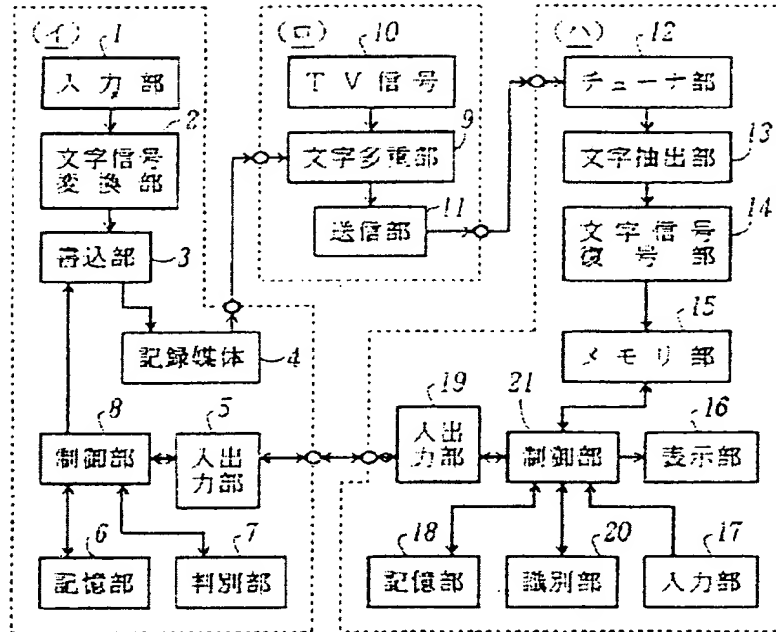 (イ)
1
入力部
2
文字信号
変換部
書込部
3
記録媒体
4
8
制御部
5
入出
力部
6
記憶部
7
判別部
(ロ)
10
TV信号
9
文字多重部
11
送信部
(ハ)
12
チューナ部
13
文字抽出部
14
文字信号
復号部
15
メモリ部
19
入出
力部
21
制御部
16
表示部
18
記憶部
20
識別部
17
入力部